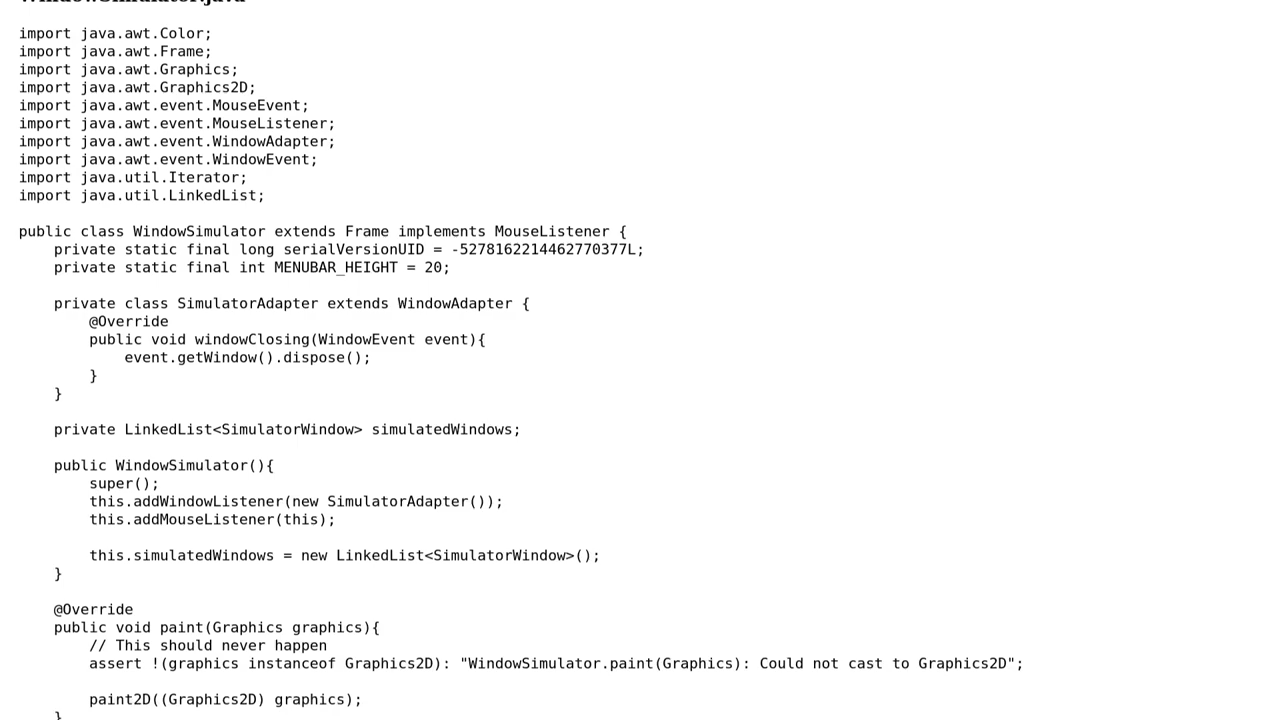 WindowSimulator.java
import java.awt.Color;
import java.awt.Frame;
import java.awt.Graphics;
import java.awt.Graphics2D;
import java.awt.event.MouseEvent;
import java.awt.event.MouseListener;
import java.awt.event.WindowAdapter;
import java.awt.event.WindowEvent;
import java.util.Iterator;
import java.util.LinkedList;

public class WindowSimulator extends Frame implements MouseListener {
    private static final long serialVersionUID = -5278162214462770377L;
    private static final int MENUBAR_HEIGHT = 20;

    private class SimulatorAdapter extends WindowAdapter {
        @Override
        public void windowClosing(WindowEvent event){
            event.getWindow().dispose();
        }
    }

    private LinkedList<SimulatorWindow> simulatedWindows;

    public WindowSimulator(){
        super();
        this.addWindowListener(new SimulatorAdapter());
        this.addMouseListener(this);

        this.simulatedWindows = new LinkedList<SimulatorWindow>();
    }

    @Override
    public void paint(Graphics graphics){
        // This should never happen
        assert !(graphics instanceof Graphics2D): "WindowSimulator.paint(Graphics): Could not cast to Graphics2D";

        paint2D((Graphics2D) graphics);
    }